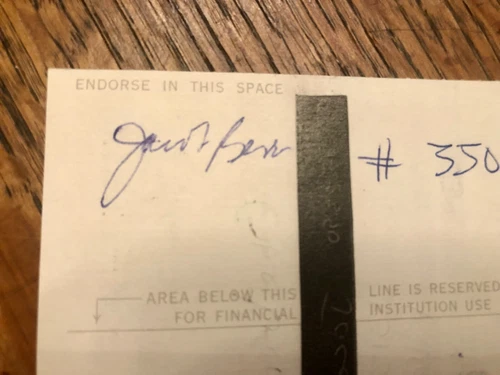 ENDORSE IN THIS SPACE
# 350
AREA BELOW THIS LINE IS RESERVED
FOR FINANCIAL INSTITUTION USE